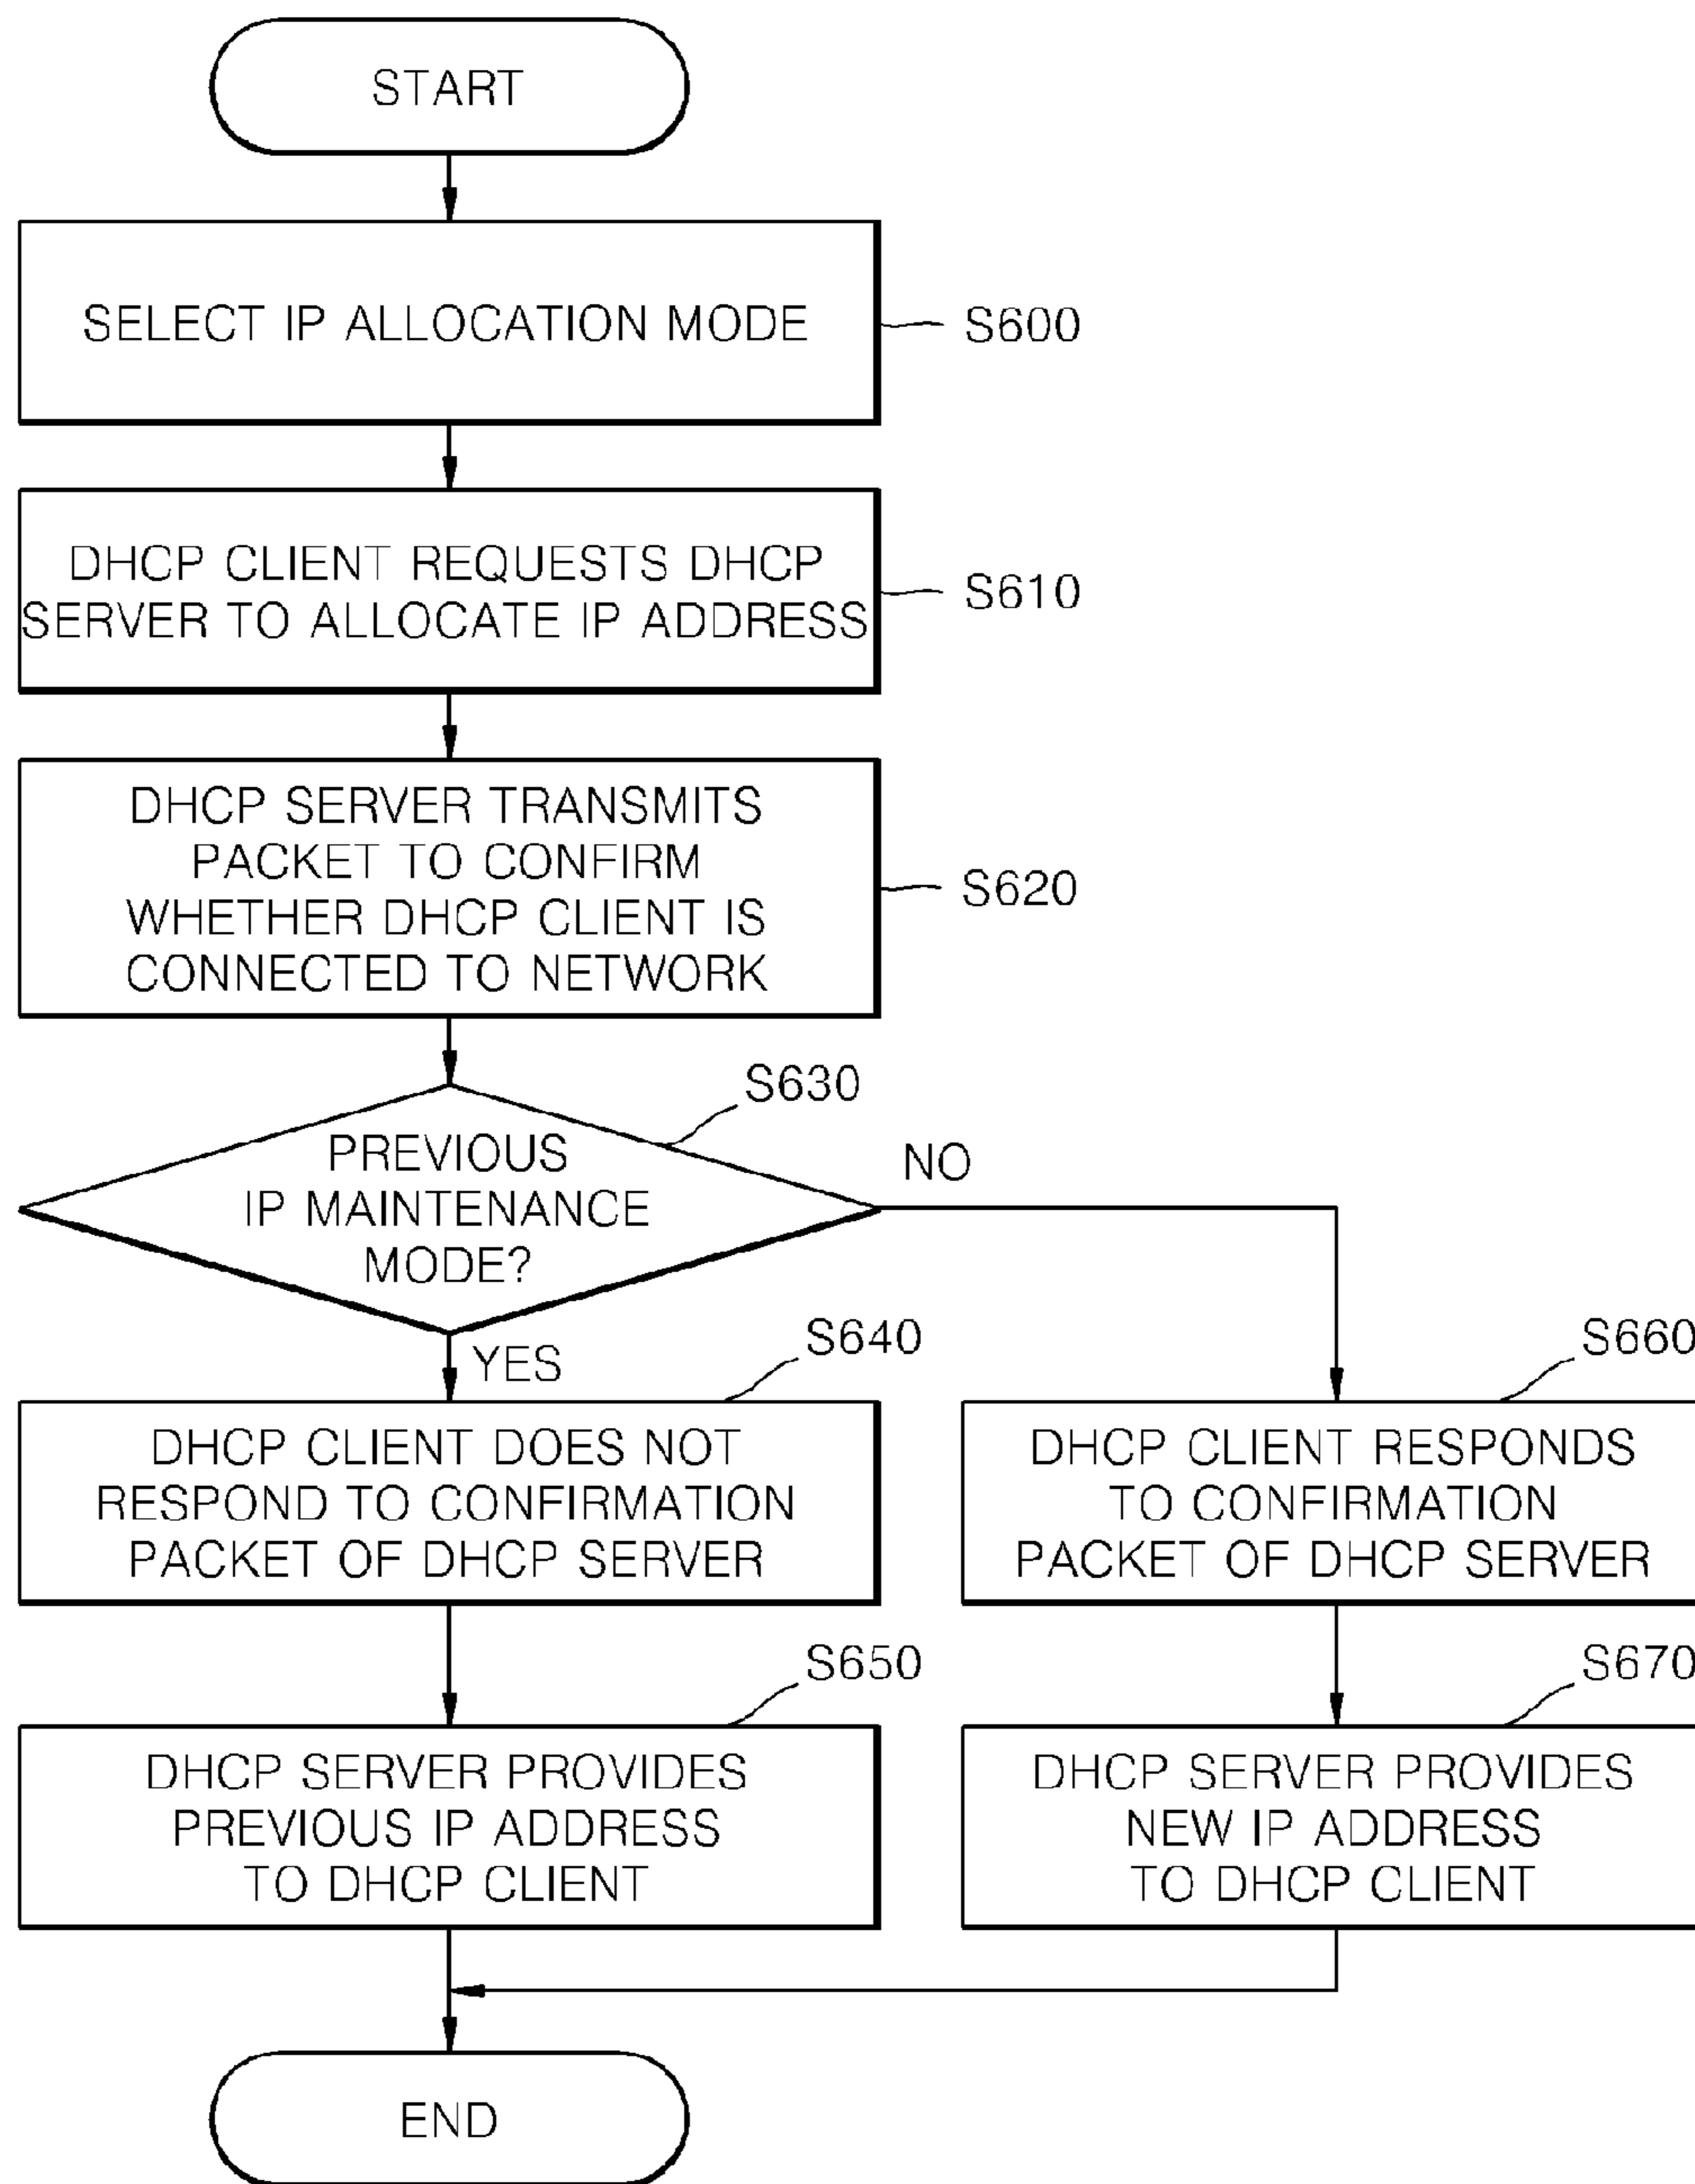 START
SELECT IP ALLOCATION MODE
S600
DHCP CLIENT REQUESTS DHCP
SERVER TO ALLOCATE IP ADDRESS
S610
DHCP SERVER TRANSMITS
PACKET TO CONFIRM
WHETHER DHCP CLIENT IS
CONNECTED TO NETWORK
S620
S630
PREVIOUS
IP MAINTENANCE
MODE?
NO
YES
S640
DHCP CLIENT DOES NOT
RESPOND TO CONFIRMATION
PACKET OF DHCP SERVER
S660
DHCP CLIENT RESPONDS
TO CONFIRMATION
PACKET OF DHCP SERVER
S650
DHCP SERVER PROVIDES
PREVIOUS IP ADDRESS
TO DHCP CLIENT
S670
DHCP SERVER PROVIDES
NEW IP ADDRESS
TO DHCP CLIENT
END